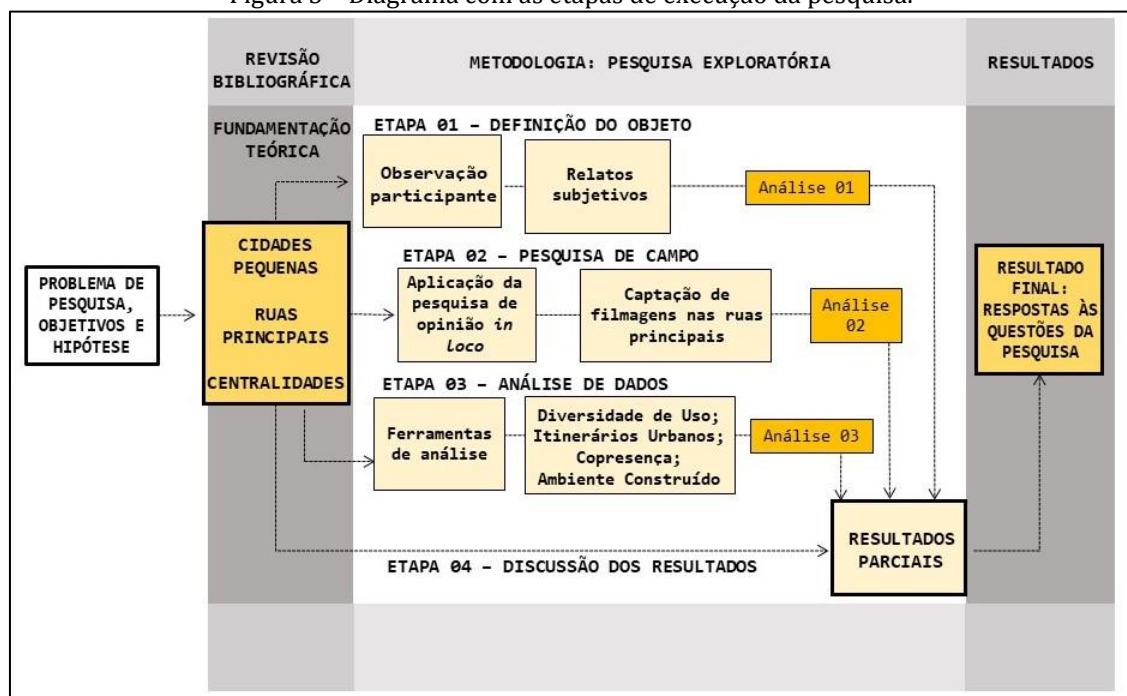 Figura 3 – Diagrama com as etapas de execução da pesquisa.
REVISÃO
BIBLIOGRÁFICA
METODOLOGIA: PESQUISA EXPLORATÓRIA
RESULTADOS
FUNDAMENTAÇÃO
TEÓRICA
PROBLEMA DE
PESQUISA,
OBJETIVOS E
HIPÓTESE
CIDADES
PEQUENAS
RUAS
PRINCIPAIS
CENTRALIDADES
ETAPA 01 – DEFINIÇÃO DO OBJETO
Observação
participante
Relatos
subjetivos
Análise 01
ETAPA 02 – PESQUISA DE CAMPO
Aplicação da
pesquisa de
opinião in
loco
Captação de
filmagens nas ruas
principais
Análise
02
ETAPA 03 – ANÁLISE DE DADOS
Ferramentas
de análise
Diversidade de Uso;
Itinerários Urbanos;
Copresença;
Ambiente Construído
Análise 03
ETAPA 04 – DISCUSSÃO DOS RESULTADOS
RESULTADOS
PARCIAIS
RESULTADO
FINAL:
RESPOSTAS ÀS
QUESTÕES DA
PESQUISA